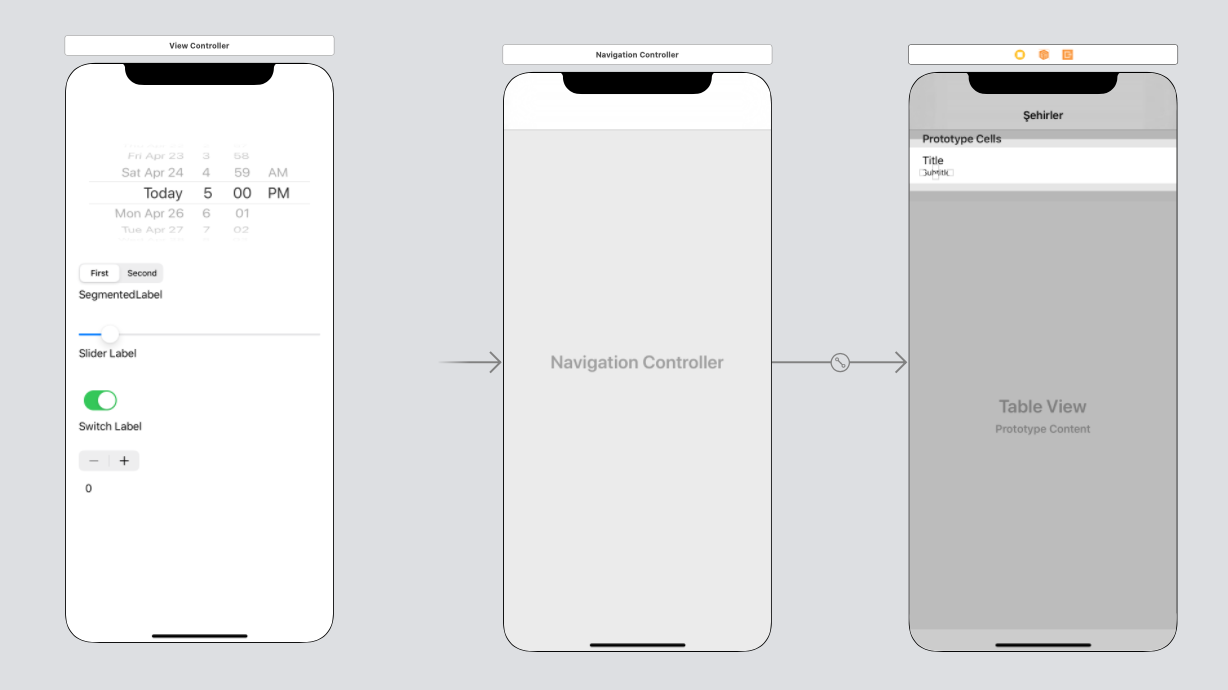 View Controller
Fri Apr 23 3 58
Sat Apr 24 4 59 AM
Today 5 00 PM
Mon Apr 26 6 01
Tue Apr 27 7 02
First Second
SegmentedLabel
Slider Label
Switch Label
− +
0
Navigation Controller
Navigation Controller
Şehirler
Prototype Cells
Title
Subtitle
Table View
Prototype Content